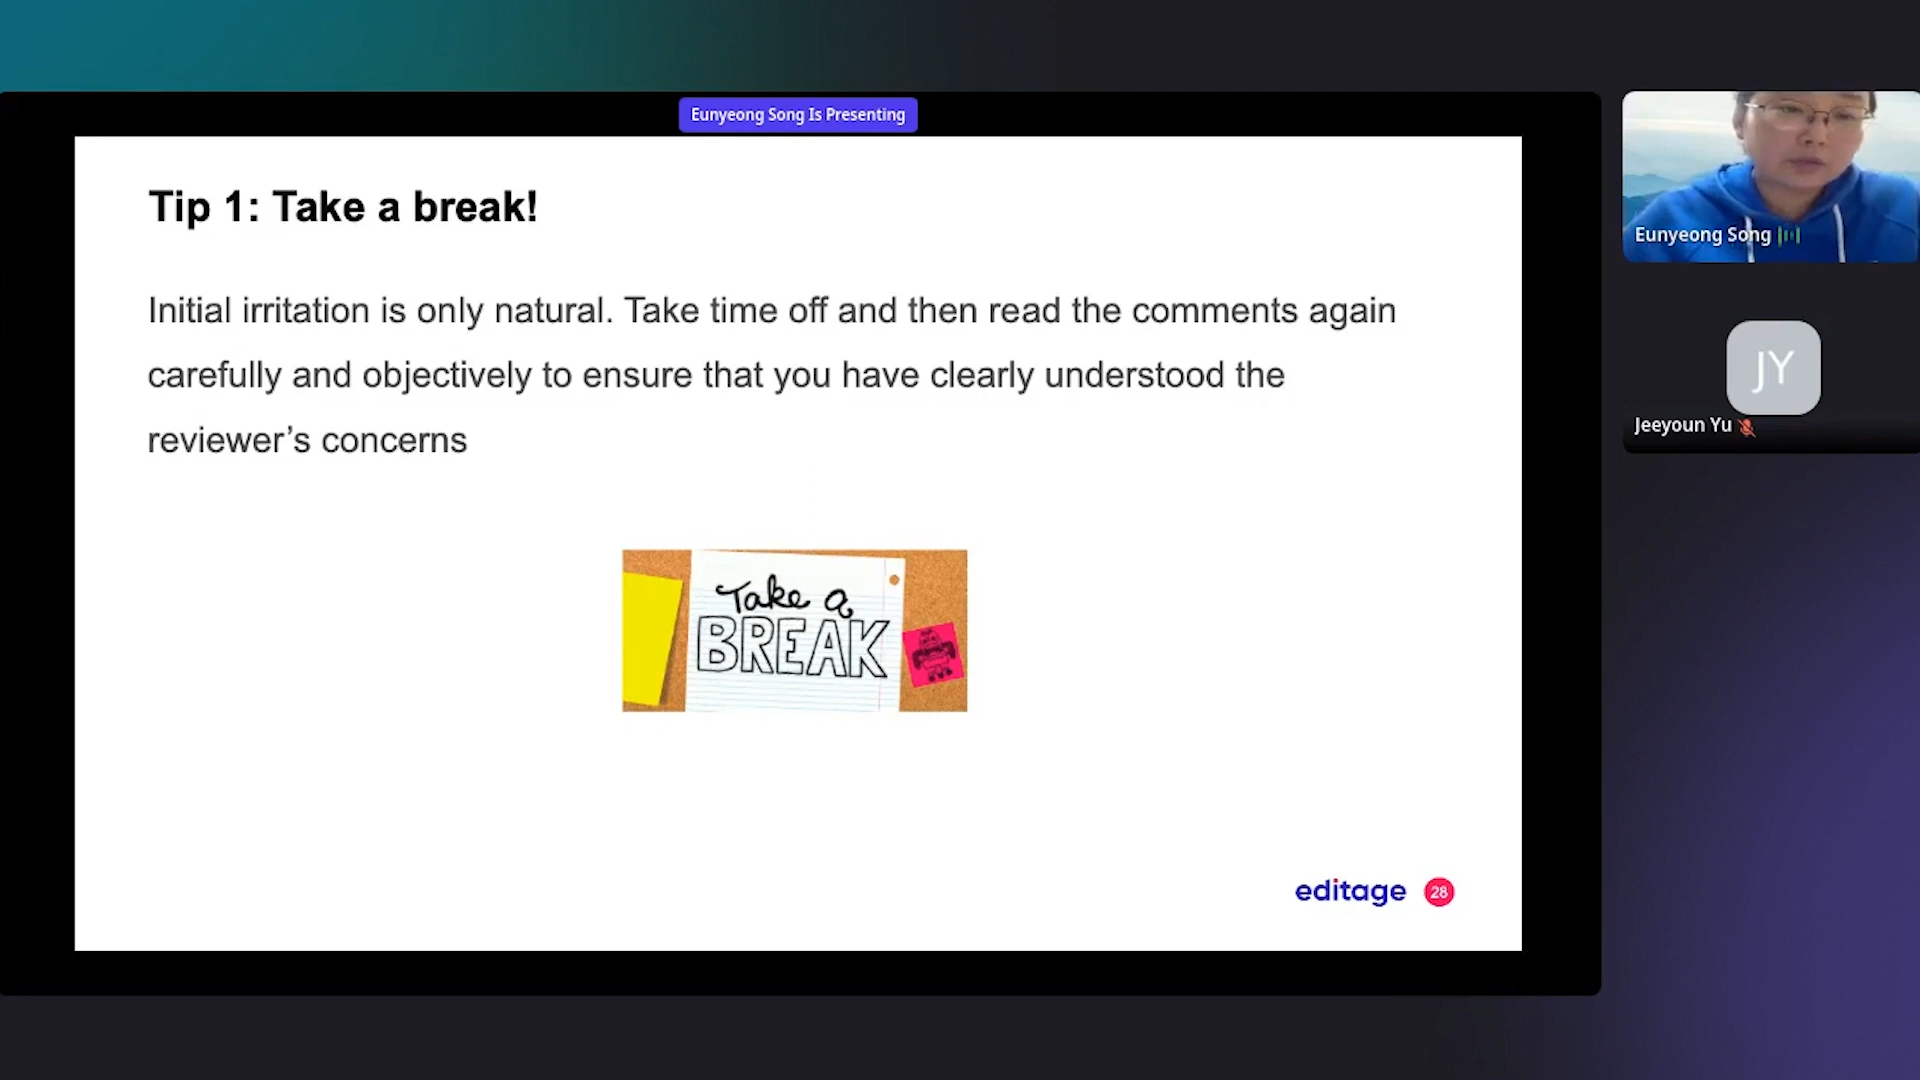 Eunyeong Song Is Presenting
Tip 1: Take a break!
Initial irritation is only natural. Take time off and then read the comments again
carefully and objectively to ensure that you have clearly understood the
reviewer’s concerns
Take a
BREAK
editage 28
Eunyeong Song
JY
Jeeyoun Yu